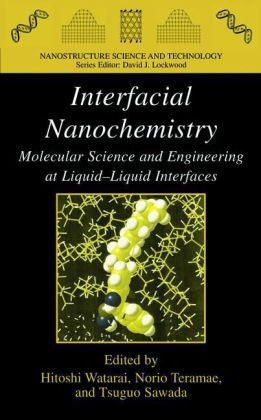 NANOSTRUCTURE SCIENCE AND TECHNOLOGY
Series Editor: David J. Lockwood
Interfacial
Nanochemistry
Molecular Science and Engineering
at Liquid–Liquid Interfaces
Edited by
Hitoshi Watarai, Norio Teramae,
and Tsuguo Sawada